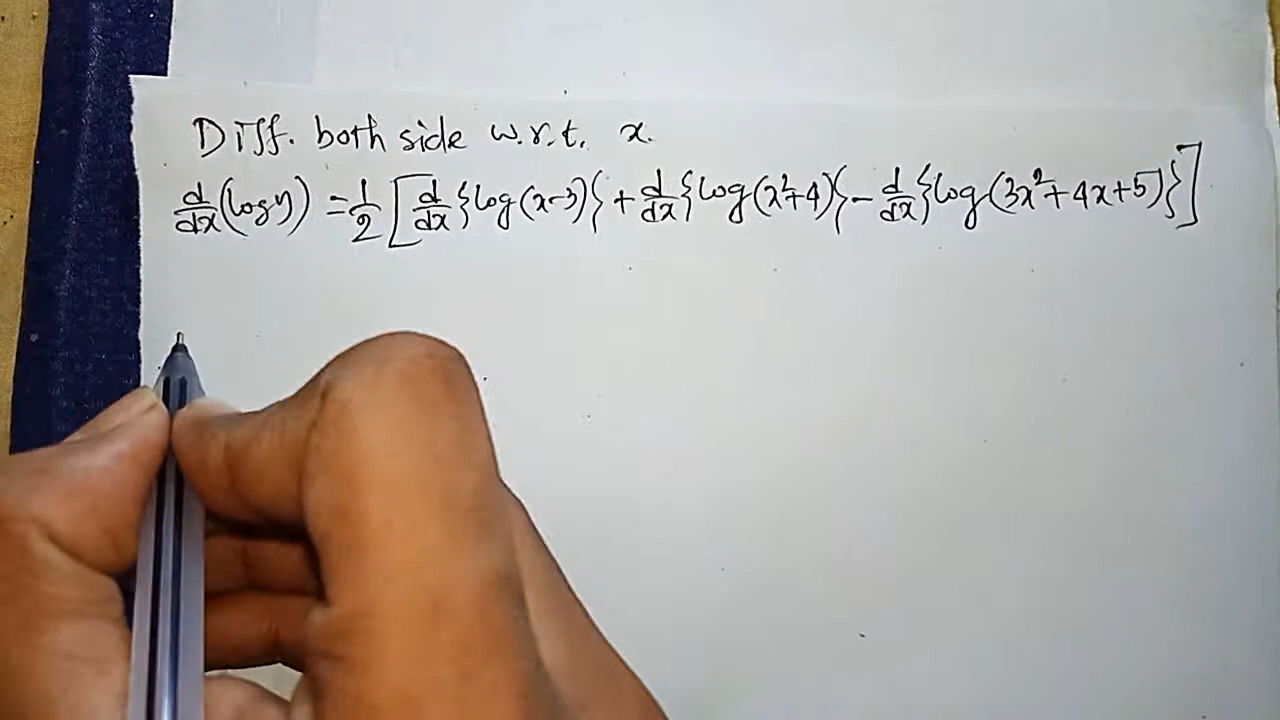 Diff. both side w.r.t. x.
d/dx(log y) = 1/2 [d/dx{log(x-3)} + d/dx{log(x²+4)} - d/dx{log(3x²+4x+5)}]